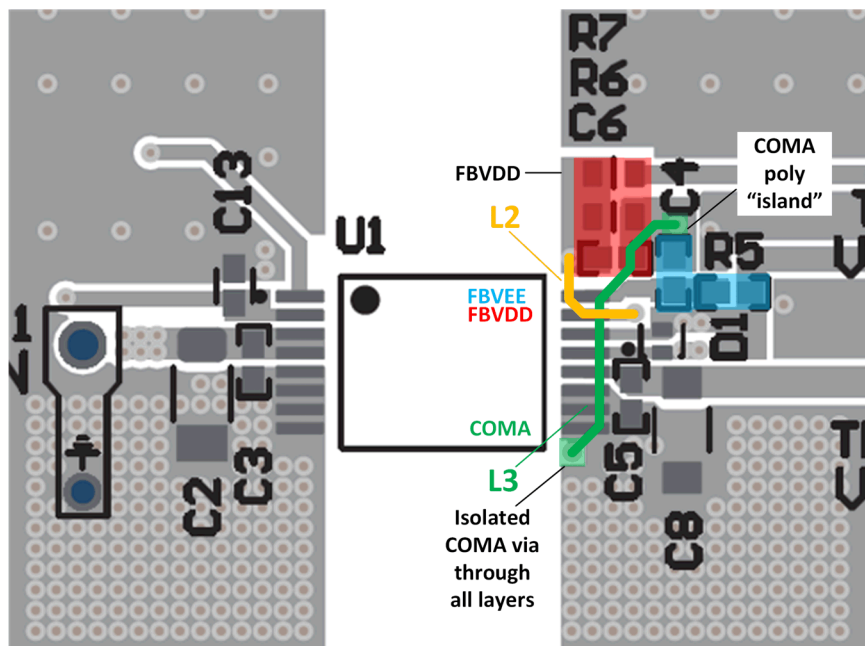 R7
R6
C6
FBVDD
COMA
poly
“island”
C13
C4
L2
U1
R5
T
V
FBVEE
FBVDD
1
V
D1
COMA
L3
C5
T
V
C2
C3
C8
Isolated
COMA via
through
all layers